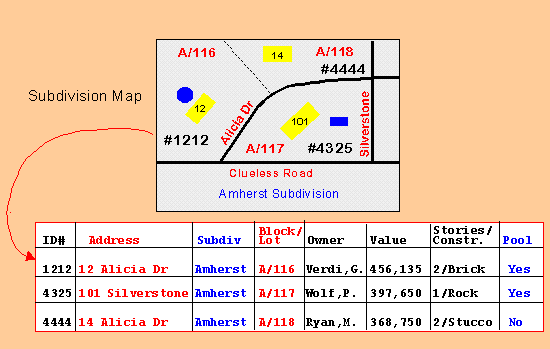 A/116
A/118
14
#4444
Subdivision Map
12
Alicia Dr
101
Silverstone
#1212
A/117
#4325
Clueless Road
Amherst Subdivision
ID# Address Subdiv Block/ Lot Owner Value Stories/ Constr. Pool
1212 12 Alicia Dr Amherst A/116 Verdi,G. 456,135 2/Brick Yes
4325 101 Silverstone Amherst A/117 Wolf,P. 397,650 1/Rock Yes
4444 14 Alicia Dr Amherst A/118 Ryan,M. 368,750 2/Stucco No